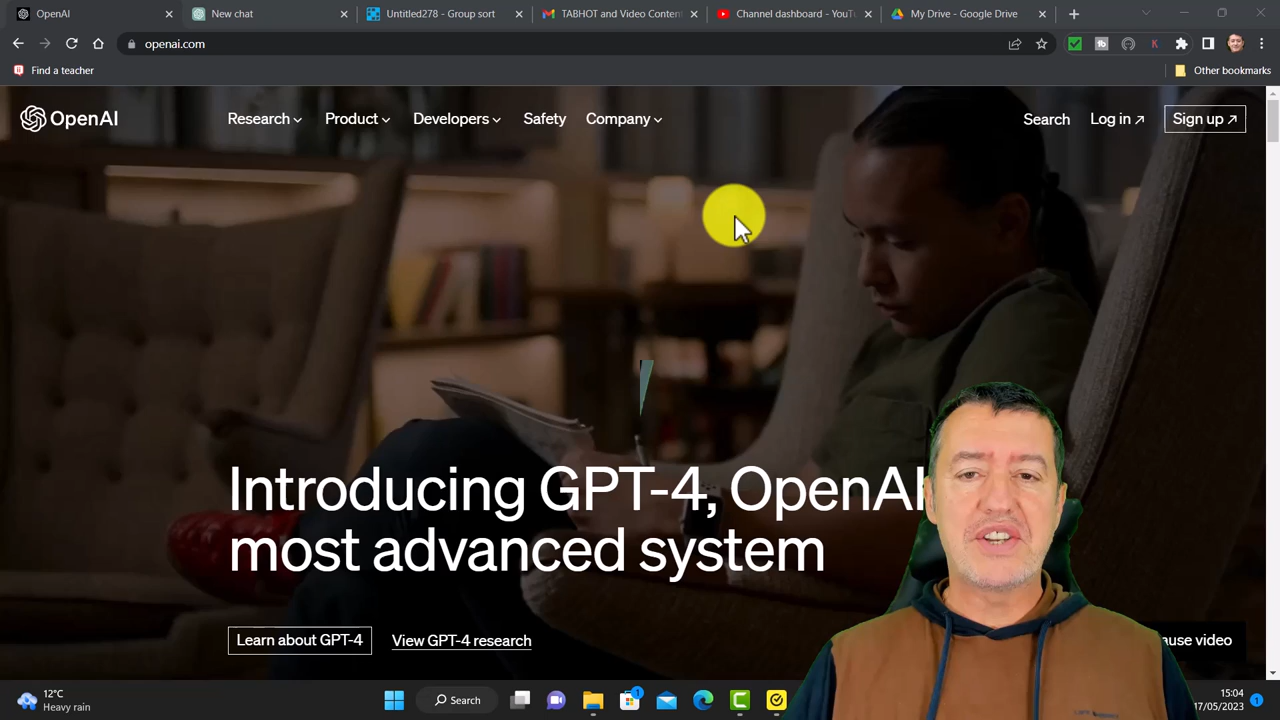 OpenAI
New chat
Untitled278 - Group sort
TABHOT and Video Conten
Channel dashboard - YouTu
My Drive - Google Drive
openai.com
Find a teacher
Other bookmarks
OpenAI
Research
Product
Developers
Safety
Company
Search
Log in ↗
Sign up ↗
Introducing GPT-4, OpenAI
most advanced system
Learn about GPT-4
View GPT-4 research
ause video
12°C
Heavy rain
Search
1
15:04
17/05/2023
1